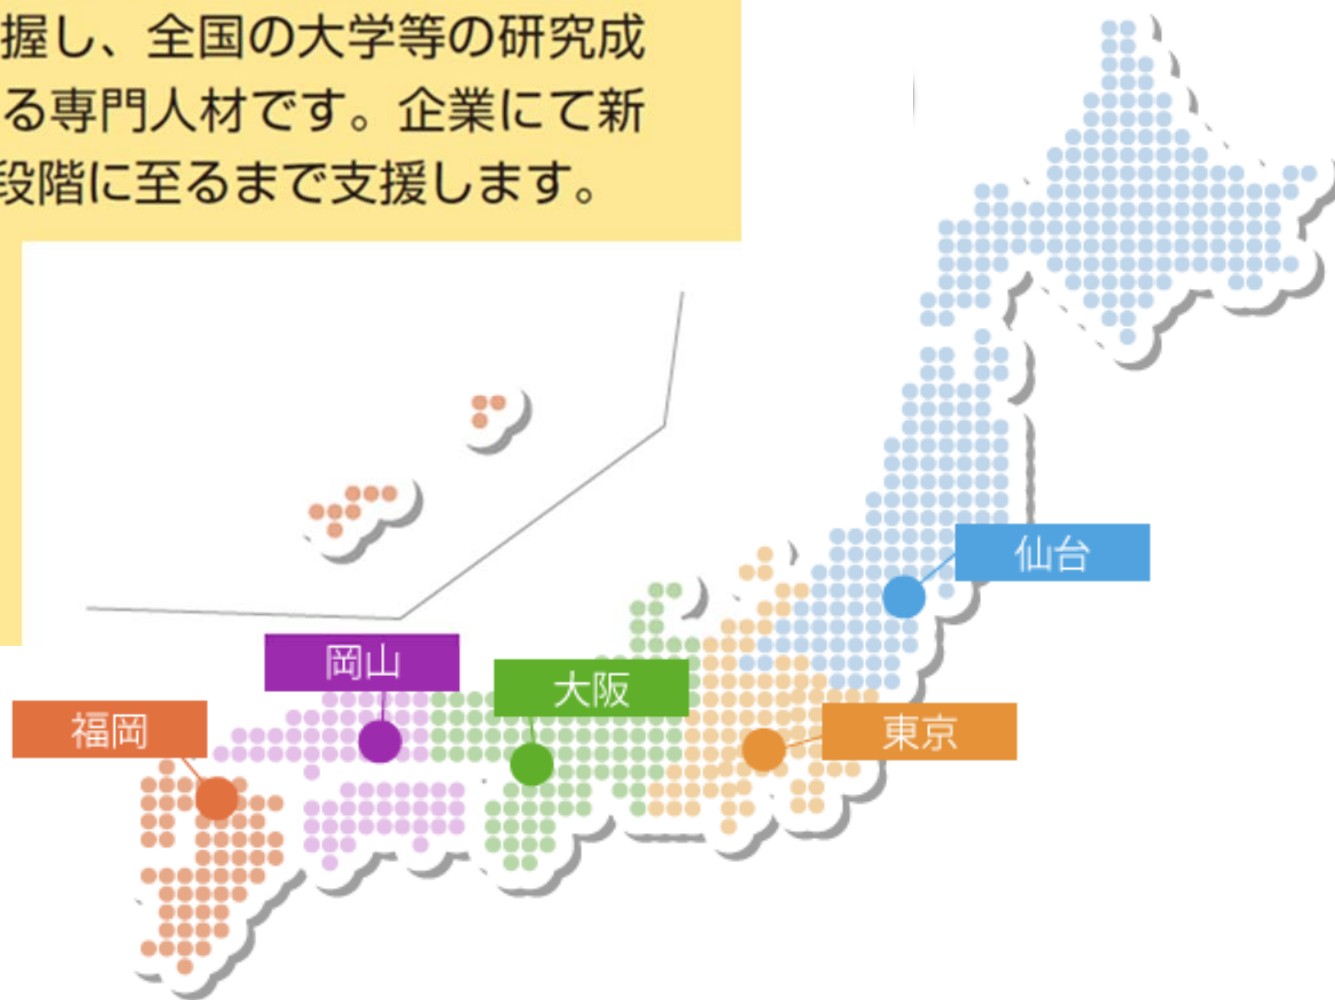 握し、全国の大学等の研究成
る専門人材です。企業にて新
段階に至るまで支援します。
仙台
岡山
大阪
福岡
東京